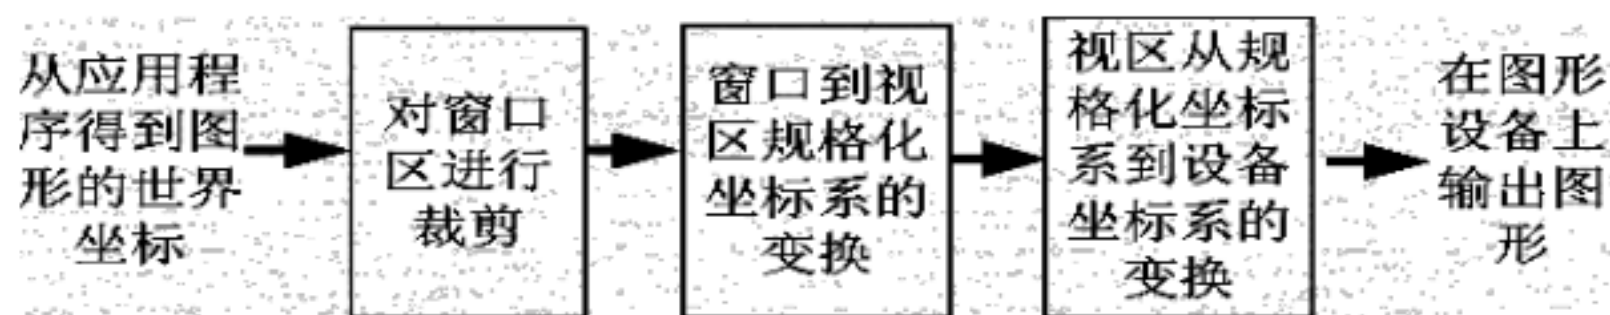 从应用程
序得到图
形的世界
坐标
对窗口
区进行
裁剪
窗口到视
区规格化
坐标系的
变换
视区从规
格化坐标
系到设备
坐标系的
变换
在图形
设备上
输出图
形